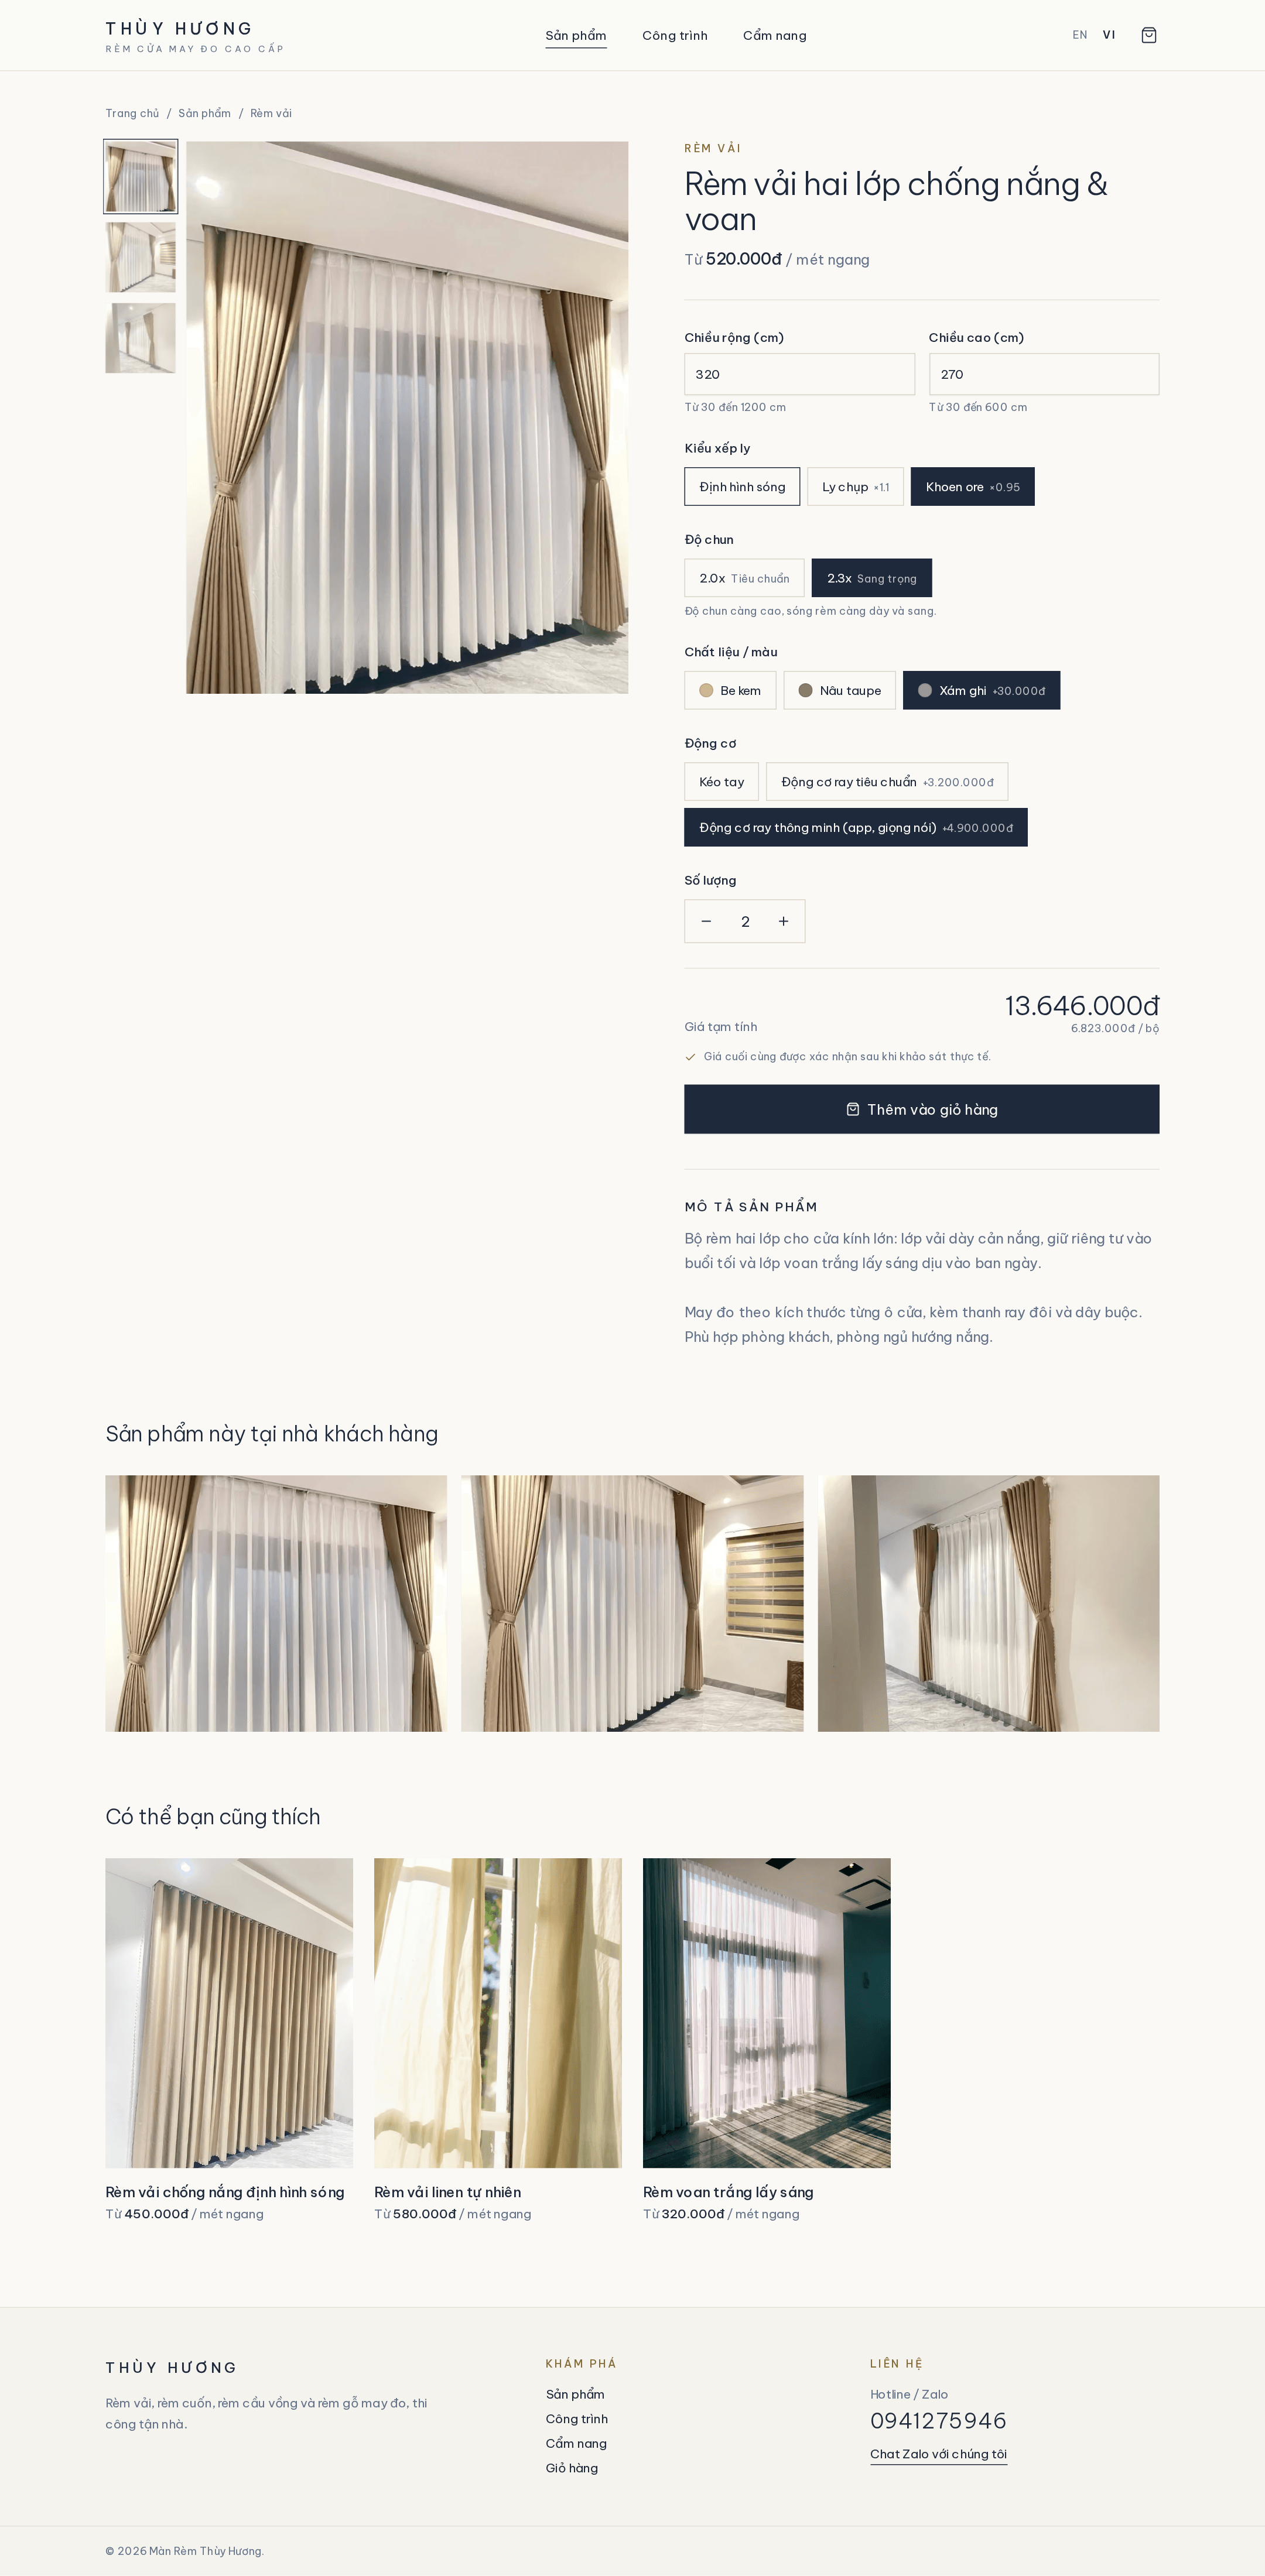 THÙY HƯƠNG
RÈM CỬA MAY ĐO CAO CẤP
Sản phẩm
Công trình
Cẩm nang
EN
VI
Trang chủ / Sản phẩm / Rèm vải
RÈM VẢI
Rèm vải hai lớp chống nắng &
voan
Từ 520.000đ / mét ngang
Chiều rộng (cm)
Chiều cao (cm)
320
270
Từ 30 đến 1200 cm
Từ 30 đến 600 cm
Kiểu xếp ly
Định hình sóng
Ly chụp ×1.1
Khoen ore ×0.95
Độ chun
2.0x Tiêu chuẩn
2.3x Sang trọng
Độ chun càng cao, sóng rèm càng dày và sang.
Chất liệu / màu
Be kem
Nâu taupe
Xám ghi +30.000đ
Động cơ
Kéo tay
Động cơ ray tiêu chuẩn +3.200.000đ
Động cơ ray thông minh (app, giọng nói) +4.900.000đ
Số lượng
− 2 +
Giá tạm tính
13.646.000đ
6.823.000đ / bộ
Giá cuối cùng được xác nhận sau khi khảo sát thực tế.
Thêm vào giỏ hàng
MÔ TẢ SẢN PHẨM
Bộ rèm hai lớp cho cửa kính lớn: lớp vải dày cản nắng, giữ riêng tư vào
buổi tối và lớp voan trắng lấy sáng dịu vào ban ngày.
May đo theo kích thước từng ô cửa, kèm thanh ray đôi và dây buộc.
Phù hợp phòng khách, phòng ngủ hướng nắng.
Sản phẩm này tại nhà khách hàng
Có thể bạn cũng thích
Rèm vải chống nắng định hình sóng
Từ 450.000đ / mét ngang
Rèm vải linen tự nhiên
Từ 580.000đ / mét ngang
Rèm voan trắng lấy sáng
Từ 320.000đ / mét ngang
THÙY HƯƠNG
Rèm vải, rèm cuốn, rèm cầu vồng và rèm gỗ may đo, thi
công tận nhà.
KHÁM PHÁ
Sản phẩm
Công trình
Cẩm nang
Giỏ hàng
LIÊN HỆ
Hotline / Zalo
0941275946
Chat Zalo với chúng tôi
© 2026 Màn Rèm Thùy Hương.